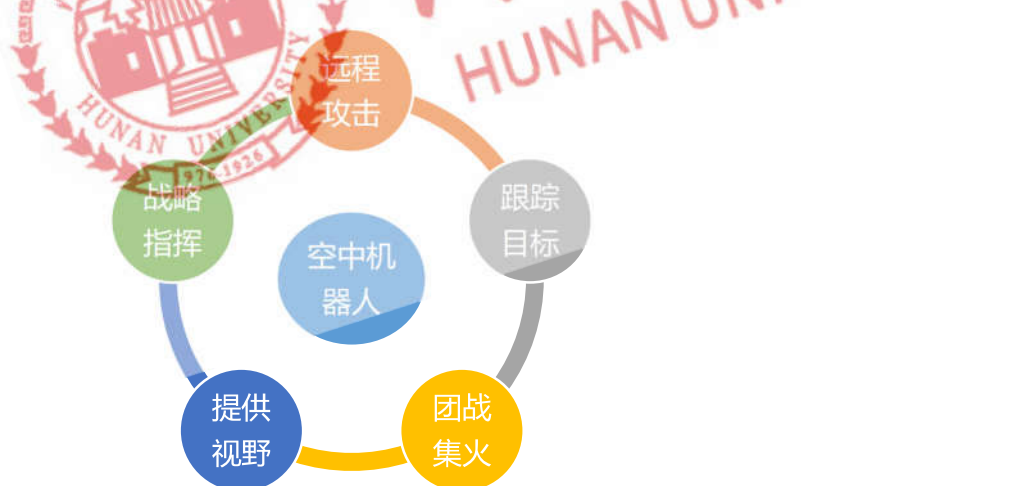 HUNAN UN
远程
攻击
HUNAN UNIVERSITY
战略
指挥
跟踪
目标
空中机
器人
提供
视野
团战
集火